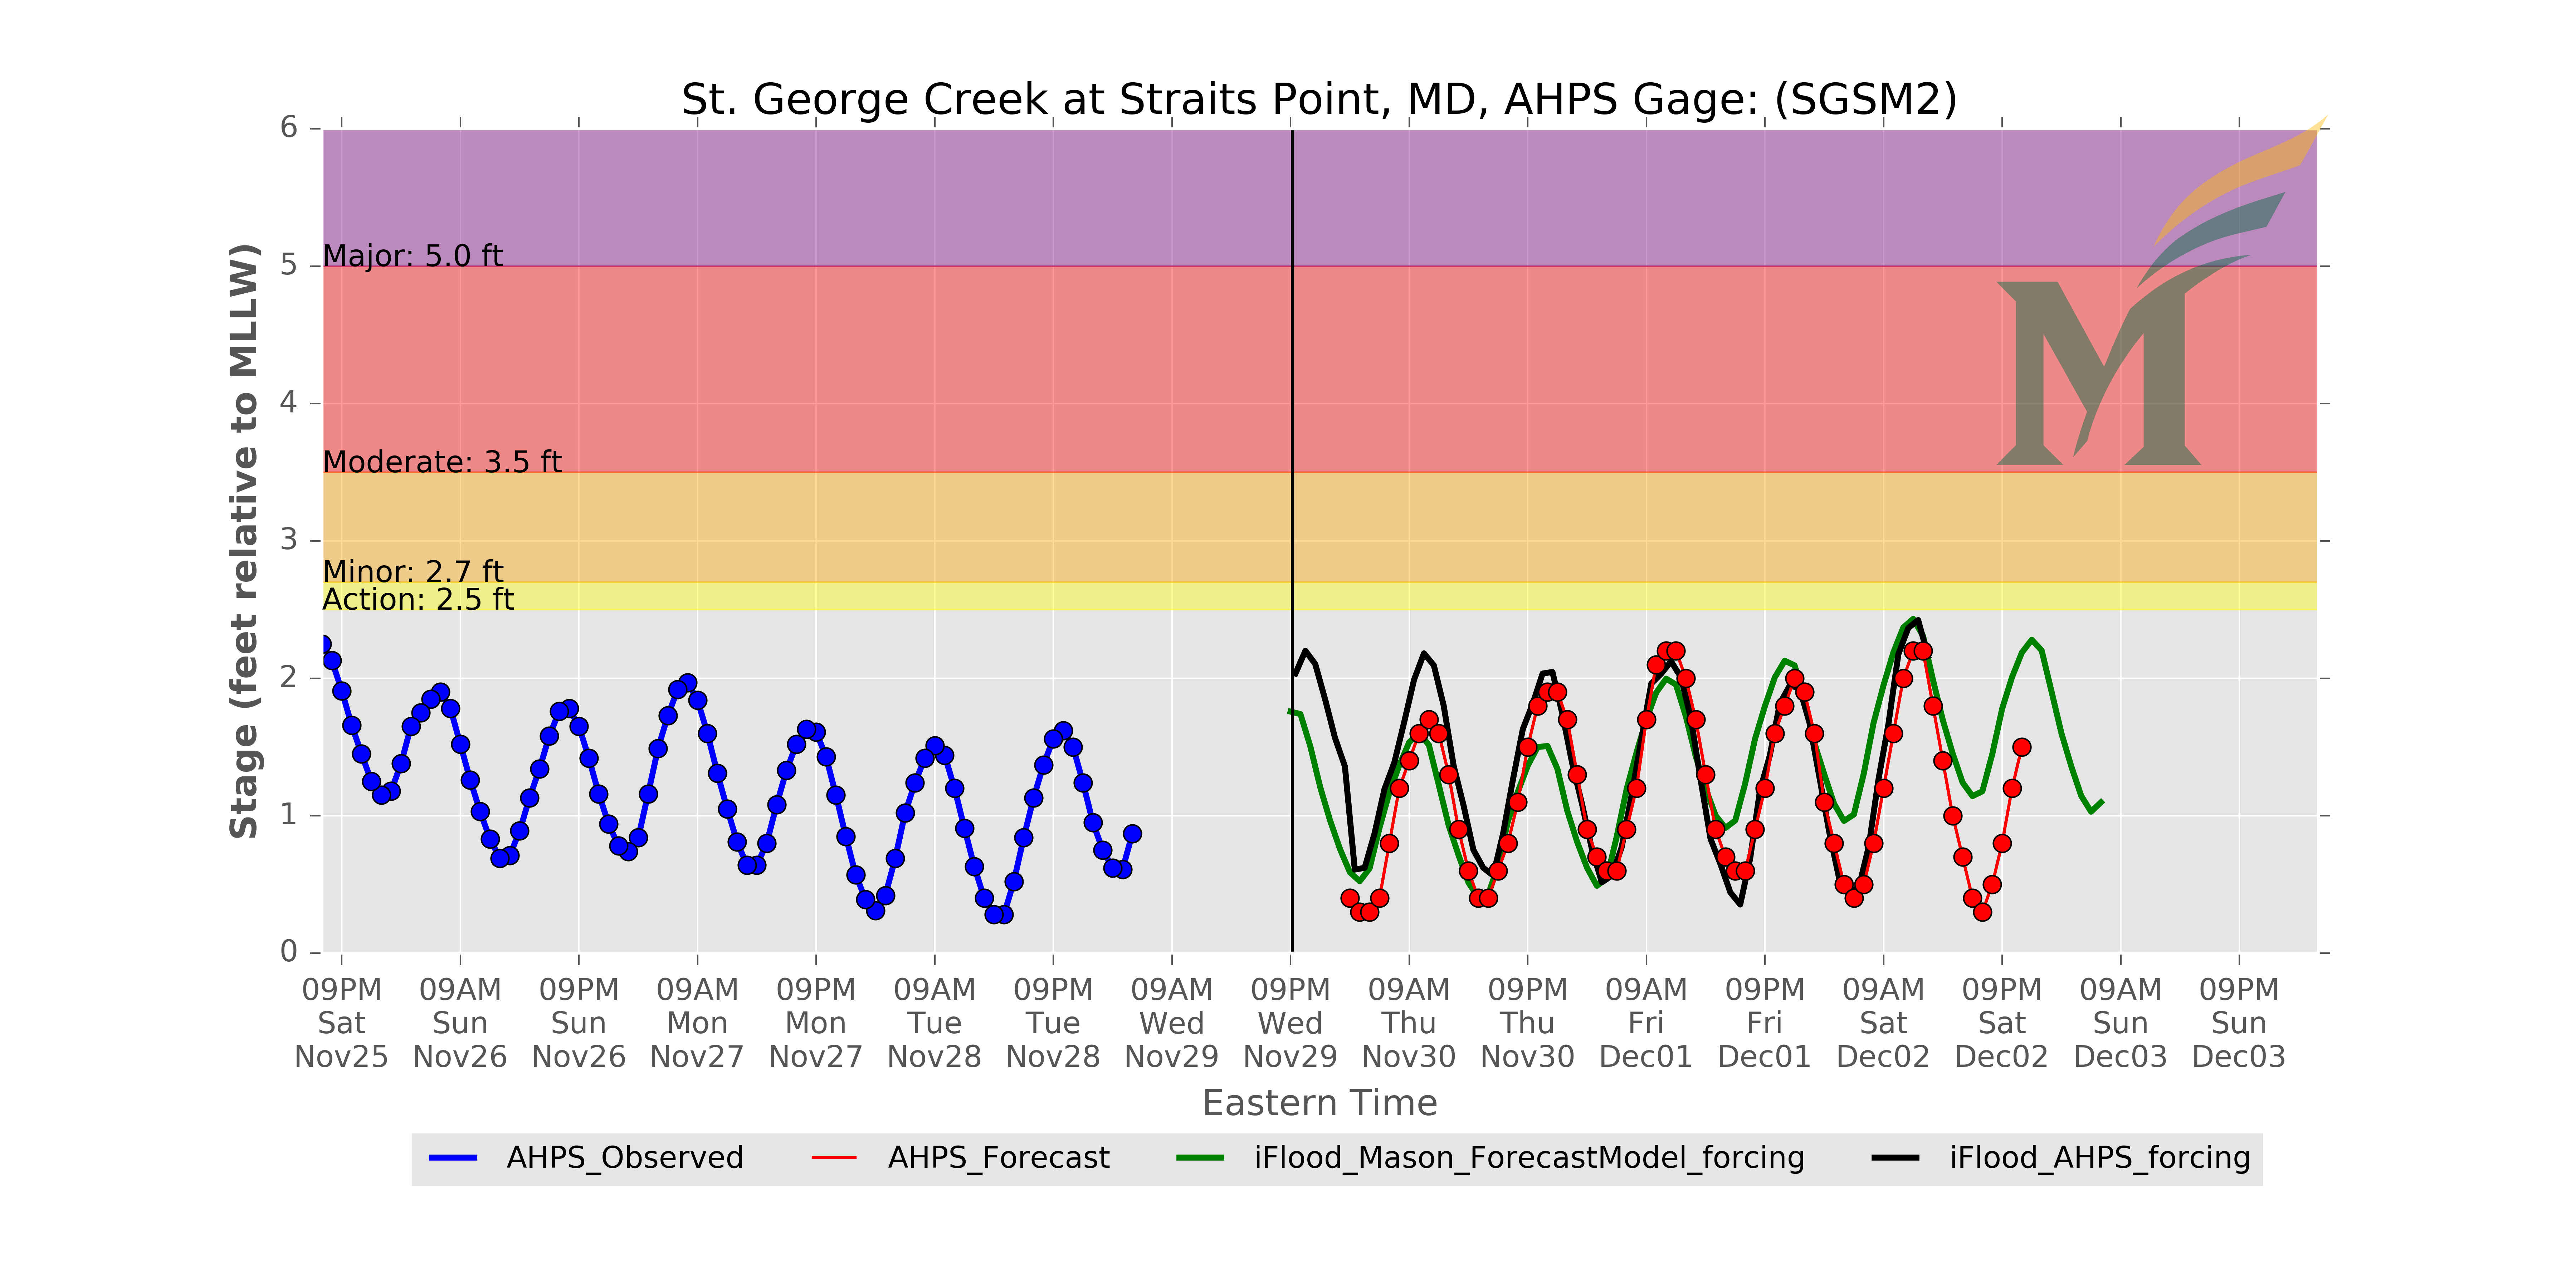 St. George Creek at Straits Point, MD, AHPS Gage: (SGSM2)
Stage (feet relative to MLLW)
6
5
4
3
2
1
0
Major: 5.0 ft
Moderate: 3.5 ft
Minor: 2.7 ft
Action: 2.5 ft
M
09PM 09AM 09PM 09AM 09PM 09AM 09PM 09AM 09PM 09AM 09PM 09AM 09PM 09AM 09PM 09AM 09PM
Sat Sun Sun Mon Mon Tue Tue Wed Wed Thu Thu Fri Fri Sat Sat Sun Sun
Nov25 Nov26 Nov26 Nov27 Nov27 Nov28 Nov28 Nov29 Nov29 Nov30 Nov30 Dec01 Dec01 Dec02 Dec02 Dec03 Dec03
Eastern Time
AHPS_Observed AHPS_Forecast iFlood_Mason_ForecastModel_forcing iFlood_AHPS_forcing